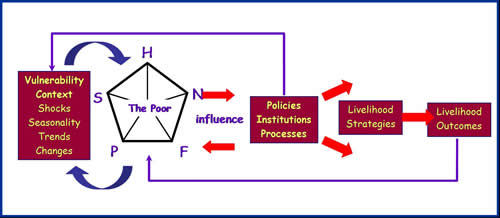 Vulnerability
Context
Shocks
Seasonality
Trends
Changes
H
S
The Poor
N
P
F
influence
Policies
Institutions
Processes
Livelihood
Strategies
Livelihood
Outcomes